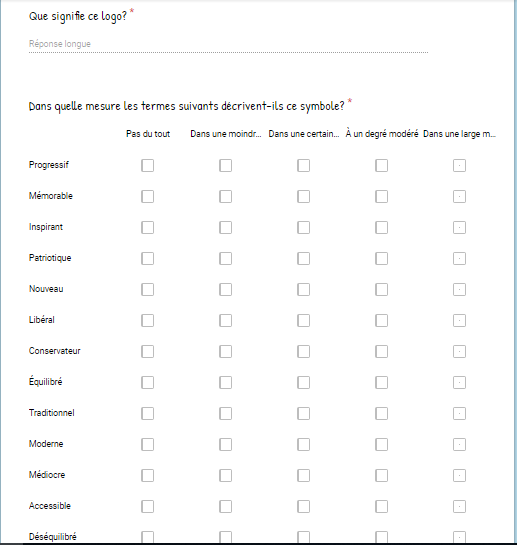 Que signifie ce logo? *
Réponse longue
Dans quelle mesure les termes suivants décrivent-ils ce symbole? *
Pas du tout Dans une moindr... Dans une certain... À un degré modéré Dans une large m...
Progressif
Mémorable
Inspirant
Patriotique
Nouveau
Libéral
Conservateur
Équilibré
Traditionnel
Moderne
Médiocre
Accessible
Déséquilibré